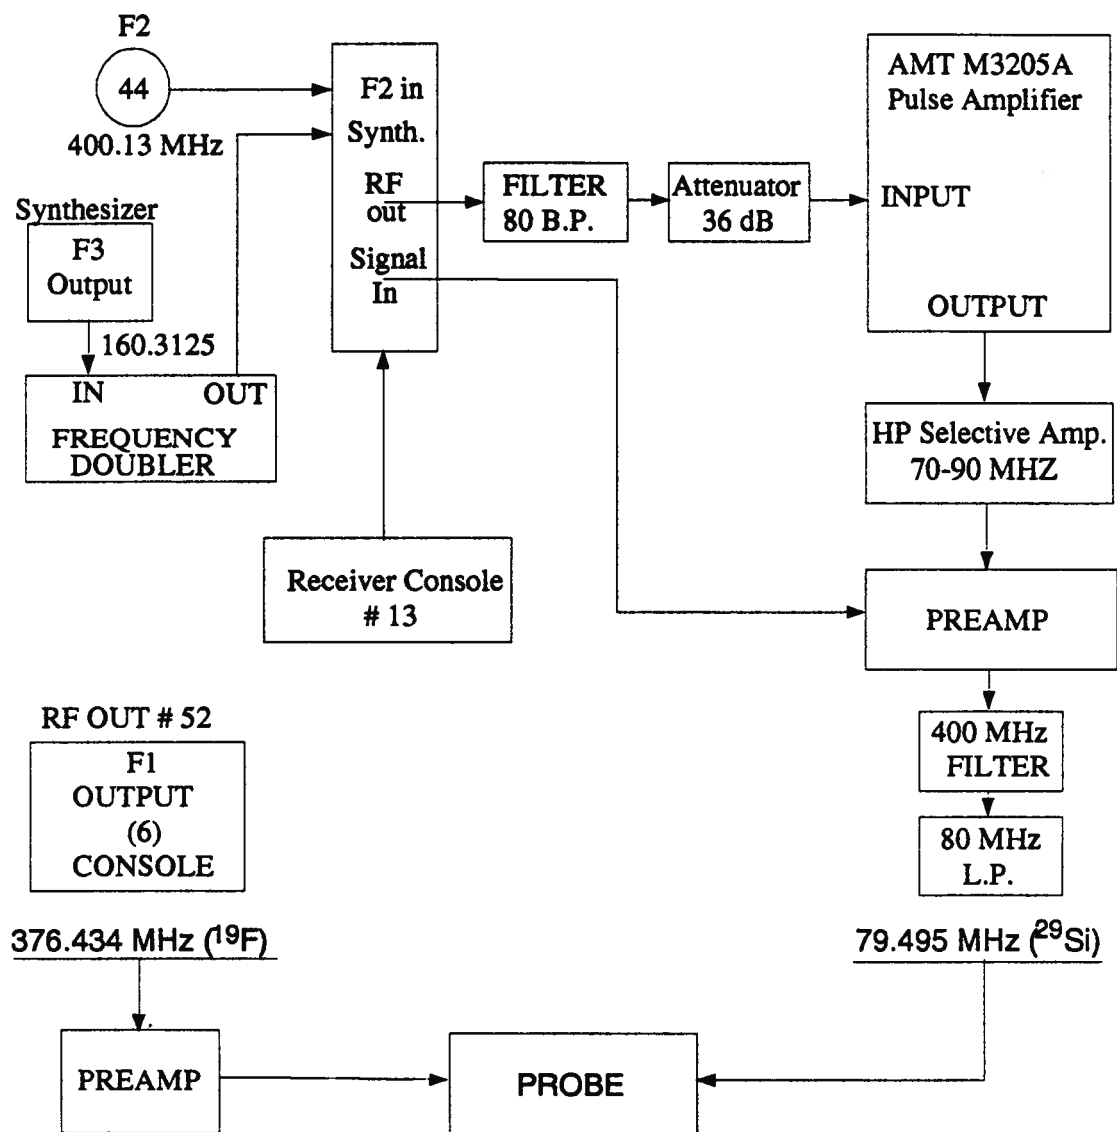 F2
44
400.13 MHz
Synthesizer
F3
Output
160.3125
IN OUT
FREQUENCY
DOUBLER
F2 in
Synth.
RF
out
Signal
In
FILTER
80 B.P.
Attenuator
36 dB
AMT M3205A
Pulse Amplifier
INPUT
OUTPUT
HP Selective Amp.
70-90 MHZ
Receiver Console
# 13
PREAMP
400 MHz
FILTER
80 MHz
L.P.
RF OUT # 52
F1
OUTPUT
(6)
CONSOLE
376.434 MHz (¹⁹F)
79.495 MHz (²⁹Si)
PREAMP
PROBE